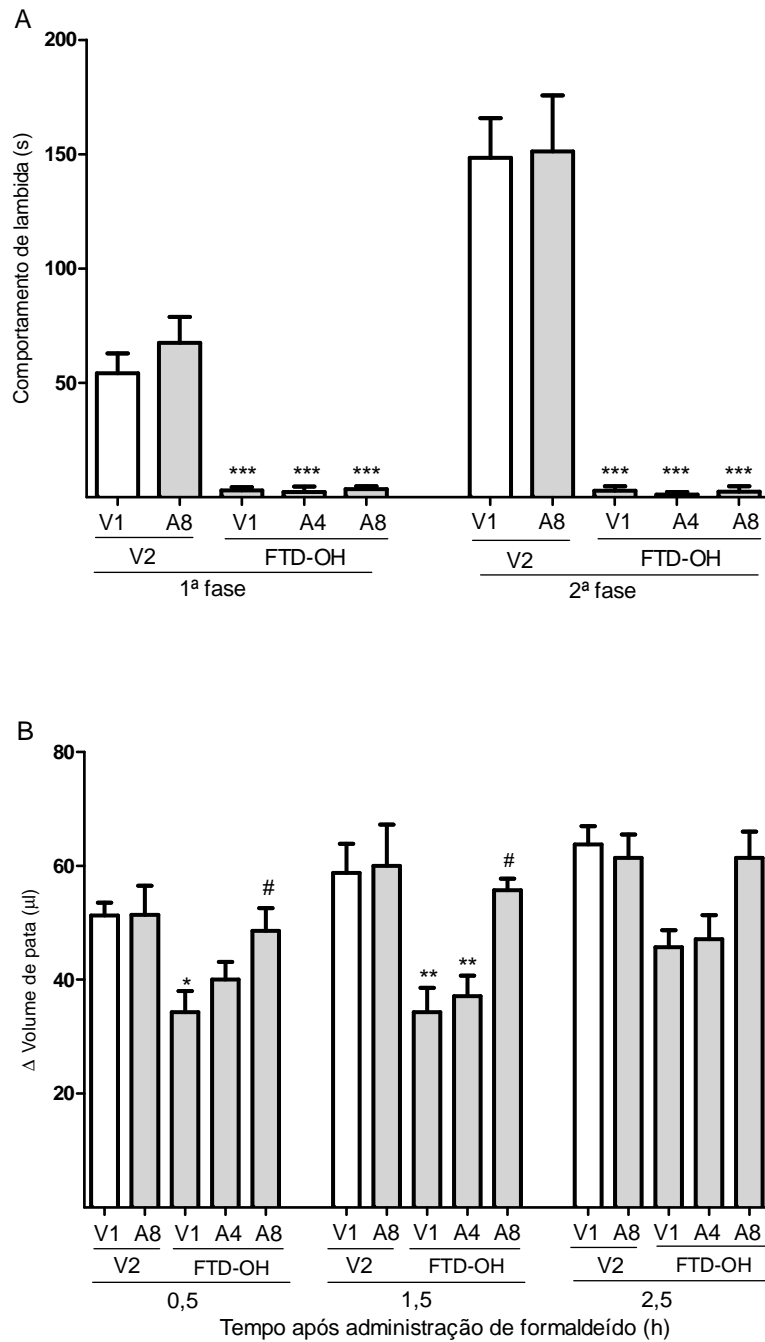 A
Comportamento de lambida (s)
200
150
100
50
*** *** *** *** *** ***
V1 A8 V1 A4 A8 V1 A8 V1 A4 A8
V2 FTD-OH V2 FTD-OH
1ª fase 2ª fase
B
Δ Volume de pata (µl)
80
60
40
20
* # ** ** #
V1 A8 V1 A4 A8 V1 A8 V1 A4 A8 V1 A8 V1 A4 A8
V2 FTD-OH V2 FTD-OH V2 FTD-OH
0,5 1,5 2,5
Tempo após administração de formaldeído (h)